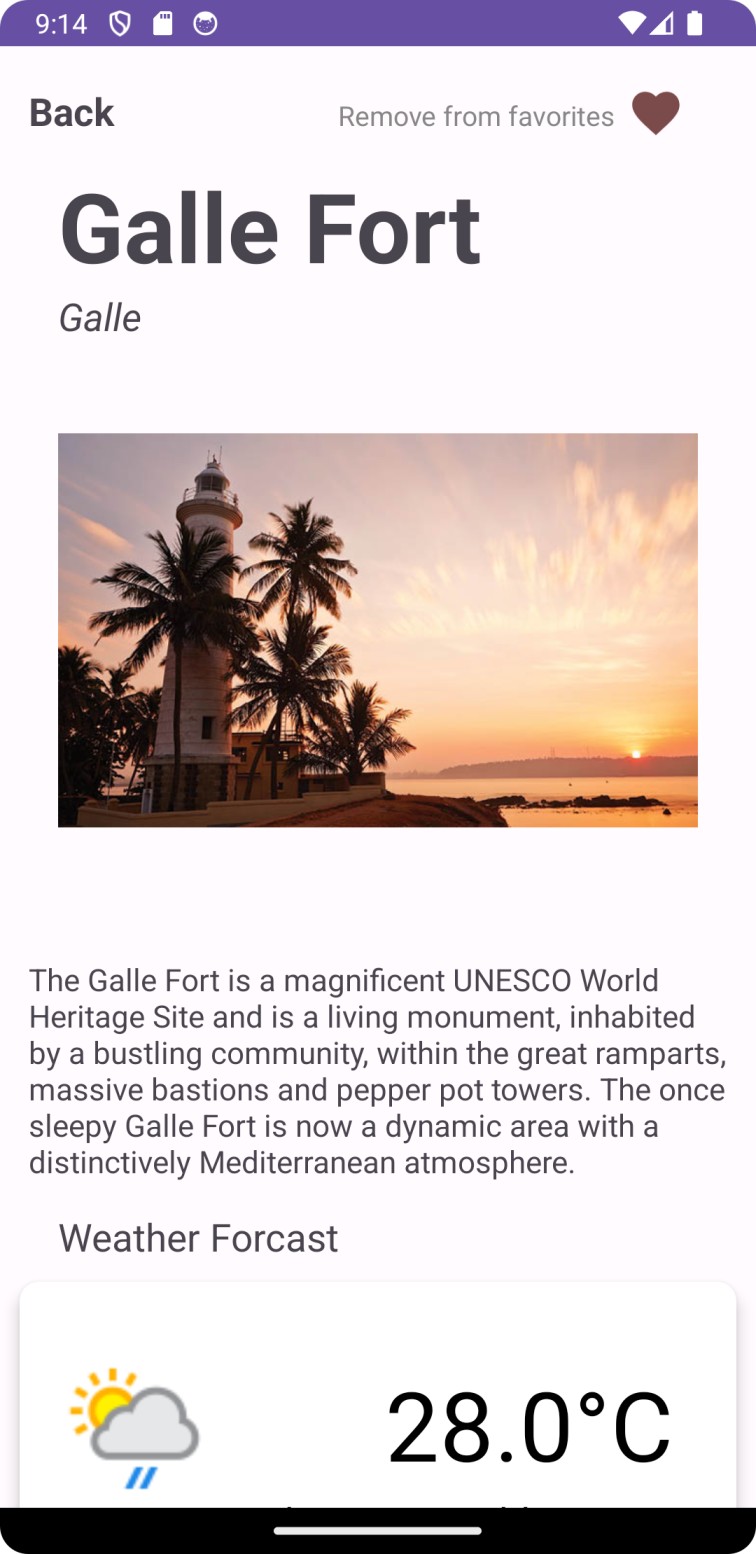 9:14
Back
Remove from favorites
Galle Fort
Galle
The Galle Fort is a magnificent UNESCO World
Heritage Site and is a living monument, inhabited
by a bustling community, within the great ramparts,
massive bastions and pepper pot towers. The once
sleepy Galle Fort is now a dynamic area with a
distinctively Mediterranean atmosphere.
Weather Forcast
28.0°C